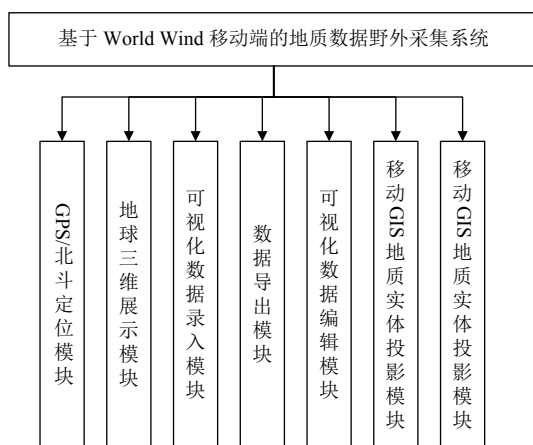 基于 World Wind 移动端的地质数据野外采集系统
GPS/北斗定位模块
地球三维展示模块
可视化数据录入模块
数据导出模块
可视化数据编辑模块
移动GIS地质实体投影模块
移动GIS地质实体投影模块